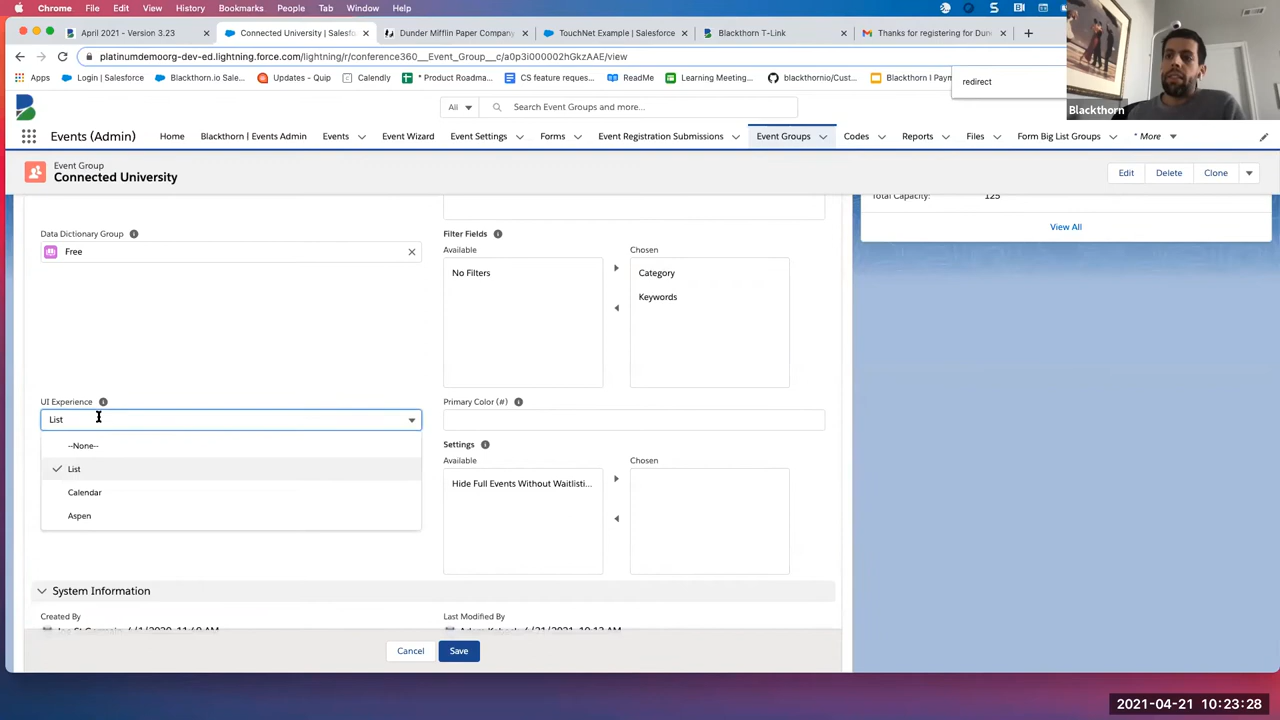 Chrome File Edit View History Bookmarks People Tab Window Help
April 2021 - Version 3.23
Connected University | Salesfo
Dunder Mifflin Paper Company
TouchNet Example | Salesforce
Blackthorn T-Link
Thanks for registering for Dun
platinumdemoorg-dev-ed.lightning.force.com/lightning/r/conference360__Event_Group__c/a0p3i000002hGkzAAE/view
redirect
Apps
Login | Salesforce
Blackthorn.io Sale...
Updates - Quip
Calendly
* Product Roadma...
CS feature reques...
ReadMe
Learning Meeting...
blackthornio/Cust...
Blackthorn | Paym
Blackthorn
All
Search Event Groups and more...
Events (Admin)
Home
Blackthorn | Events Admin
Events
Event Wizard
Event Settings
Forms
Event Registration Submissions
Event Groups
Codes
Reports
Files
Form Big List Groups
* More
Event Group
Connected University
Edit
Delete
Clone
Total Capacity: 125
View All
Data Dictionary Group
Free
Filter Fields
Available
Chosen
No Filters
Category
Keywords
UI Experience
List
--None--
List
Calendar
Aspen
Primary Color (#)
Settings
Available
Chosen
Hide Full Events Without Waitlisti...
System Information
Created By
Last Modified By
Cancel
Save
2021-04-21 10:23:28